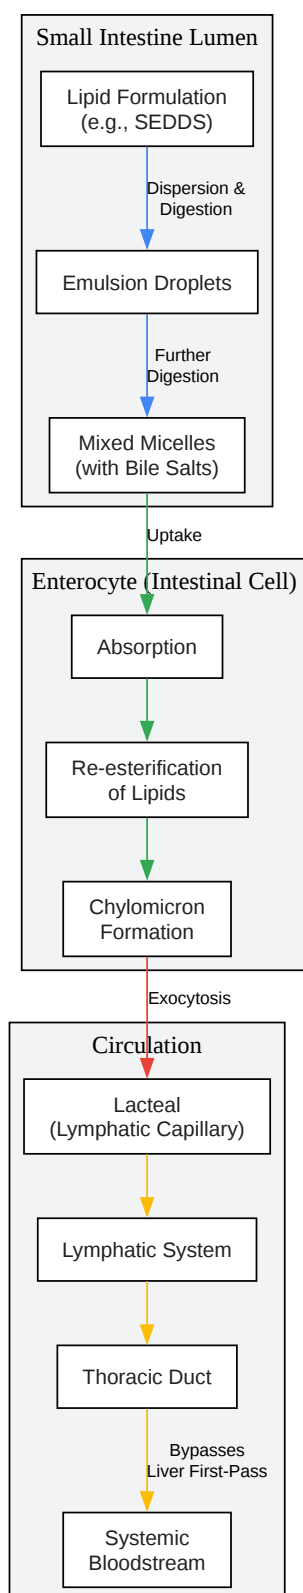 Small Intestine Lumen
Lipid Formulation
(e.g., SEDDS)
Dispersion &
Digestion
Emulsion Droplets
Further
Digestion
Mixed Micelles
(with Bile Salts)
Uptake
Enterocyte (Intestinal Cell)
Absorption
Re-esterification
of Lipids
Chylomicron
Formation
Exocytosis
Circulation
Lacteal
(Lymphatic Capillary)
Lymphatic System
Thoracic Duct
Bypasses
Liver First-Pass
Systemic
Bloodstream